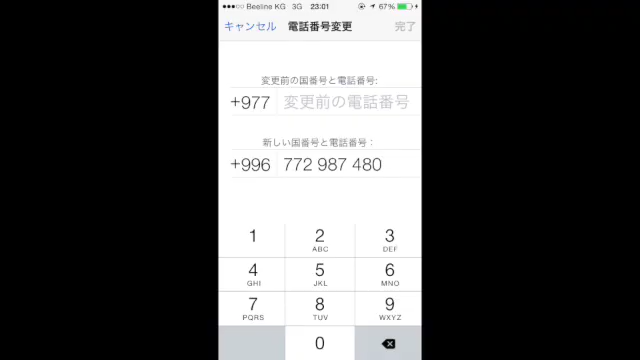 Beeline KG 3G 23:01 67%
キャンセル 電話番号変更 完了
変更前の国番号と電話番号:
+977 変更前の電話番号
新しい国番号と電話番号：
+996 772 987 480
1 2 3
ABC DEF
4 5 6
GHI JKL MNO
7 8 9
PQRS TUV WXYZ
0